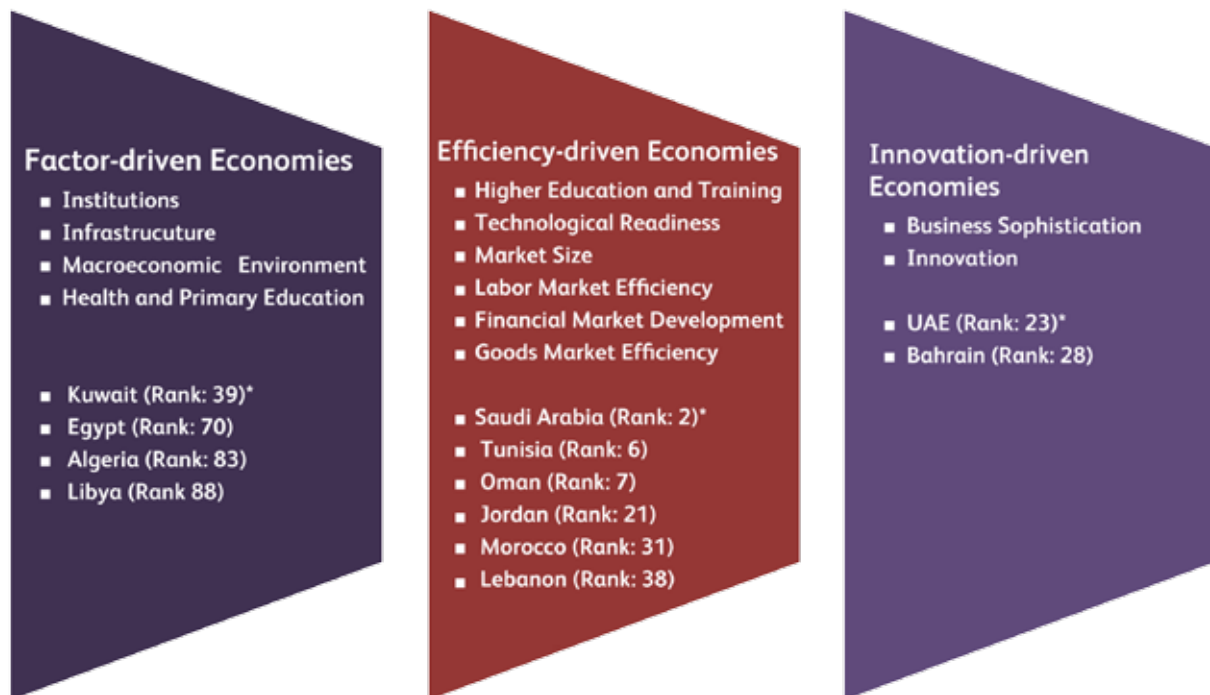 Factor-driven Economies
▪ Institutions
▪ Infrastrucuture
▪ Macroeconomic Environment
▪ Health and Primary Education
▪ Kuwait (Rank: 39)*
▪ Egypt (Rank: 70)
▪ Algeria (Rank: 83)
▪ Libya (Rank 88)
Efficiency-driven Economies
▪ Higher Education and Training
▪ Technological Readiness
▪ Market Size
▪ Labor Market Efficiency
▪ Financial Market Development
▪ Goods Market Efficiency
▪ Saudi Arabia (Rank: 2)*
▪ Tunisia (Rank: 6)
▪ Oman (Rank: 7)
▪ Jordan (Rank: 21)
▪ Morocco (Rank: 31)
▪ Lebanon (Rank: 38)
Innovation-driven
Economies
▪ Business Sophistication
▪ Innovation
▪ UAE (Rank: 23)*
▪ Bahrain (Rank: 28)